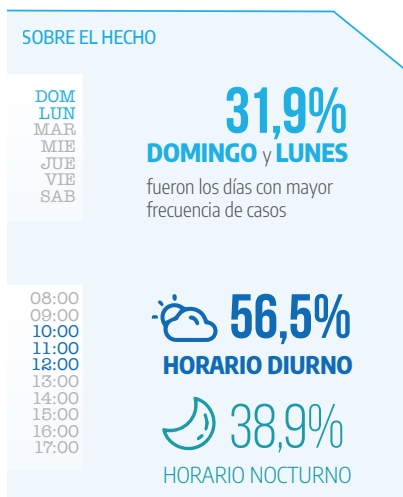 SOBRE EL HECHO
DOM
LUN
MAR
MIE
JUE
VIE
SAB
31,9%
DOMINGO y LUNES
fueron los días con mayor
frecuencia de casos
08:00
09:00
10:00
11:00
12:00
13:00
14:00
15:00
16:00
17:00
56,5%
HORARIO DIURNO
38,9%
HORARIO NOCTURNO